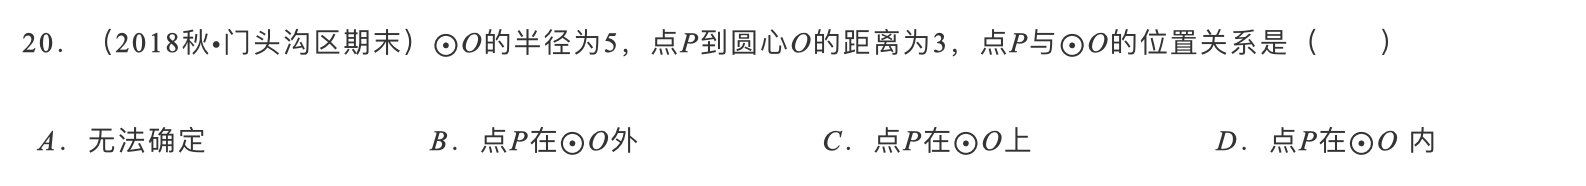 20. （2018秋•门头沟区期末）⊙O的半径为5，点P到圆心O的距离为3，点P与⊙O的位置关系是（　　）
A. 无法确定 B. 点P在⊙O外 C. 点P在⊙O上 D. 点P在⊙O 内